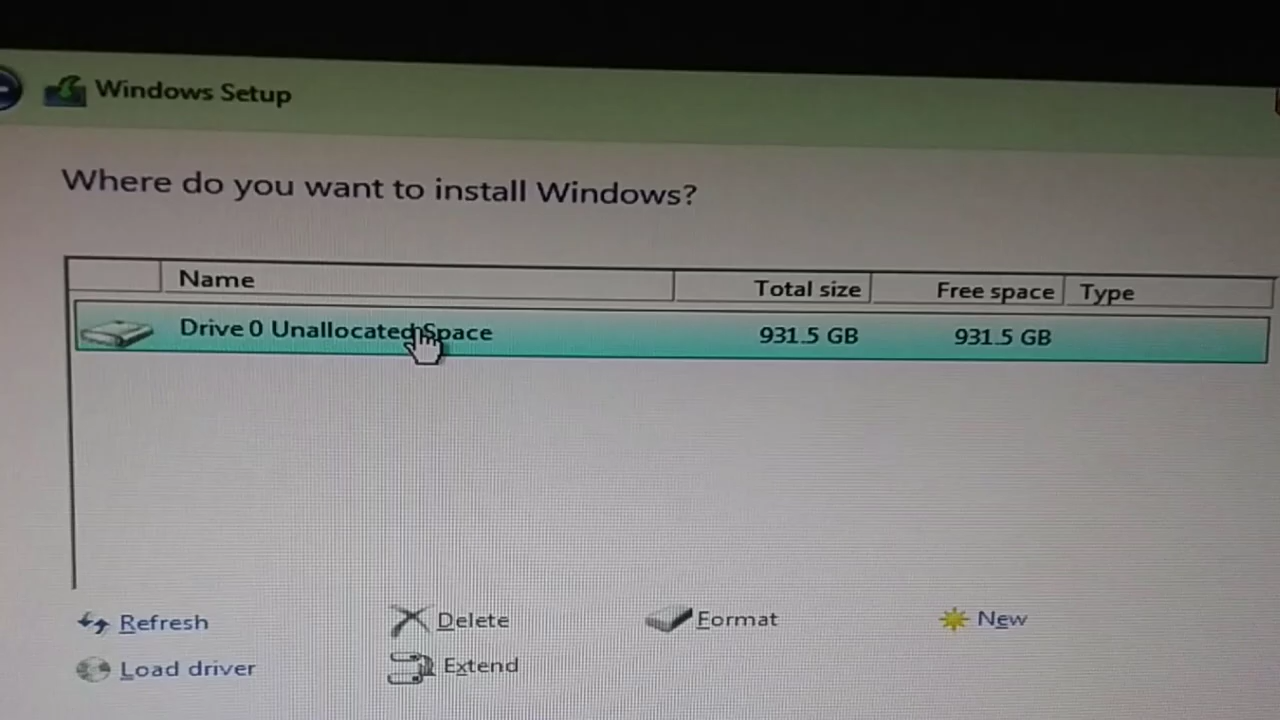 Windows Setup
Where do you want to install Windows?
Name Total size Free space Type
Drive 0 Unallocated Space 931.5 GB 931.5 GB
Refresh Delete Format New
Load driver Extend